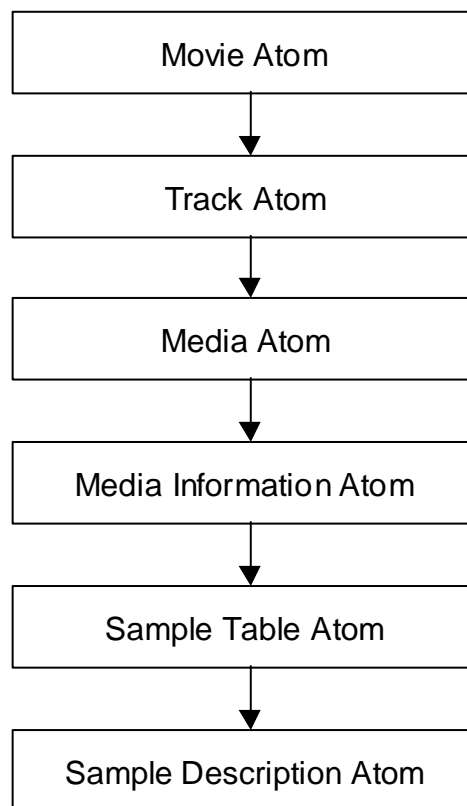 Movie Atom
Track Atom
Media Atom
Media Information Atom
Sample Table Atom
Sample Description Atom